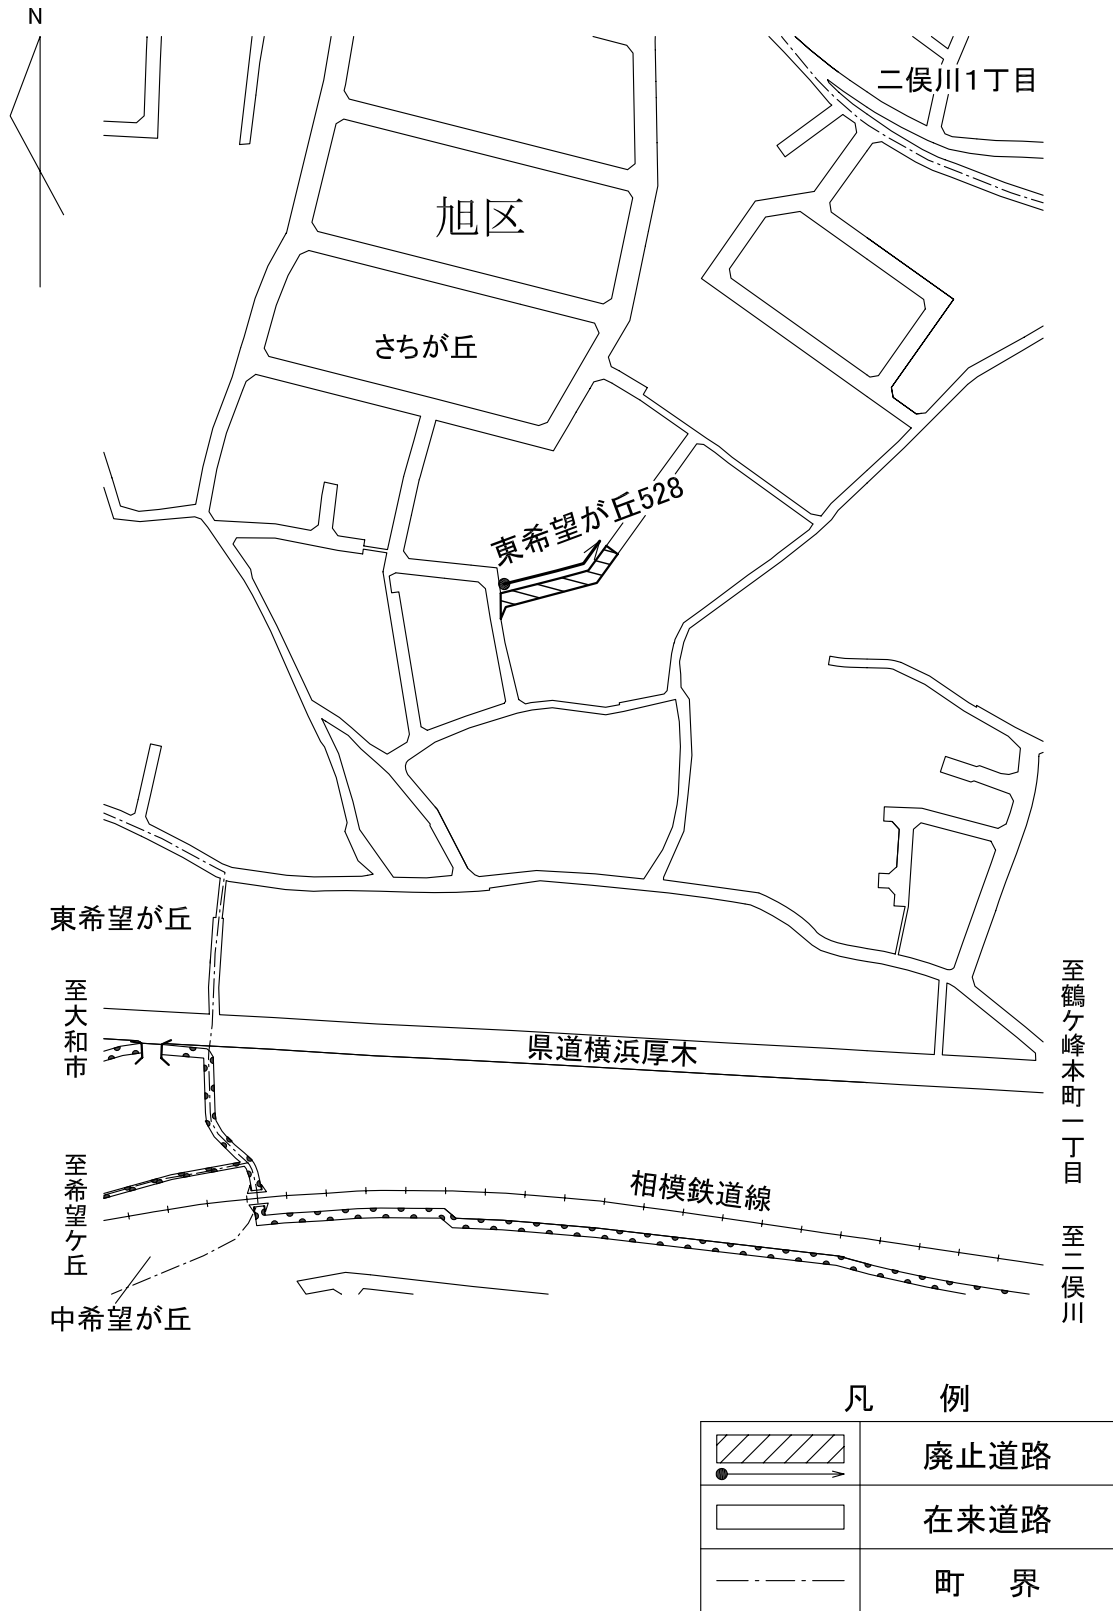 N
二俣川1丁目
旭区
さちが丘
東希望が丘528
東希望が丘
至大和市
至鶴ケ峰本町一丁目
県道横浜厚木
至希望ケ丘
相模鉄道線
至二俣川
中希望が丘
凡 例
廃止道路
在来道路
町 界